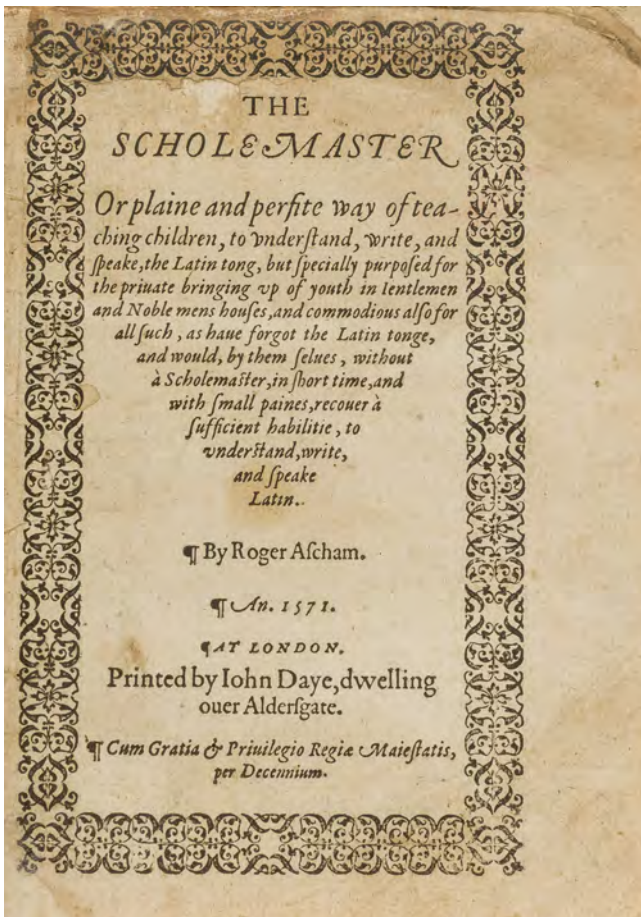 THE
SCHOLEMASTER
Or plaine and perfite way of tea-
ching children, to vnderſtand, write, and
ſpeake, the Latin tong, but ſpecially purpoſed for
the priuate bringing vp of youth in Ientlemen
and Noble mens houſes, and commodious alſo for
all ſuch, as haue forgot the Latin tonge,
and would, by them ſelues, without
à Scholemaſter, in ſhort time, and
with ſmall paines, recouer à
ſufficient habilitie, to
vnderſtand, write,
and ſpeake
Latin.
¶ By Roger Aſcham.
¶ An. 1571.
¶ AT LONDON.
Printed by Iohn Daye, dwelling
ouer Alderſgate.
¶ Cum Gratia & Priuilegio Regiæ Maieſtatis,
per Decennium.